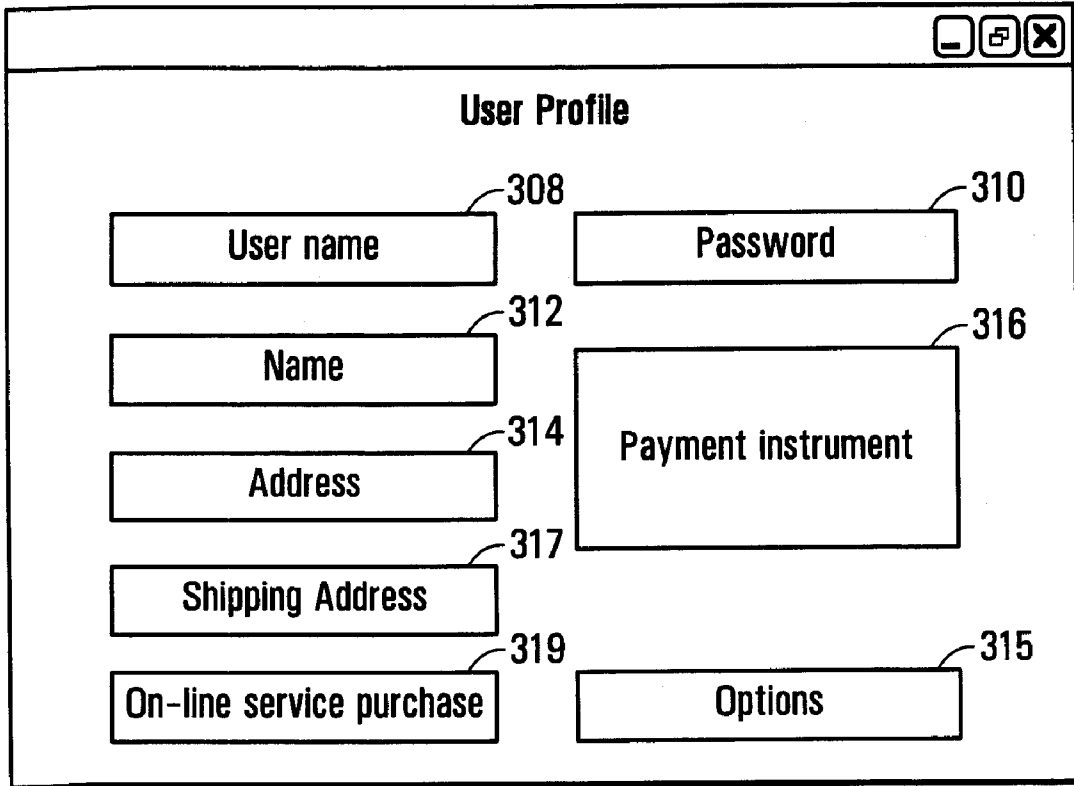 User Profile
308
User name
310
Password
312
Name
316
Payment instrument
314
Address
317
Shipping Address
319
On-line service purchase
315
Options